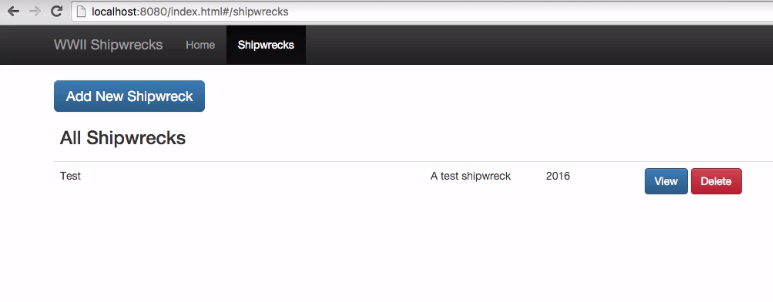 localhost:8080/index.html#/shipwrecks
WWII Shipwrecks Home Shipwrecks
Add New Shipwreck
All Shipwrecks
Test A test shipwreck 2016 View Delete